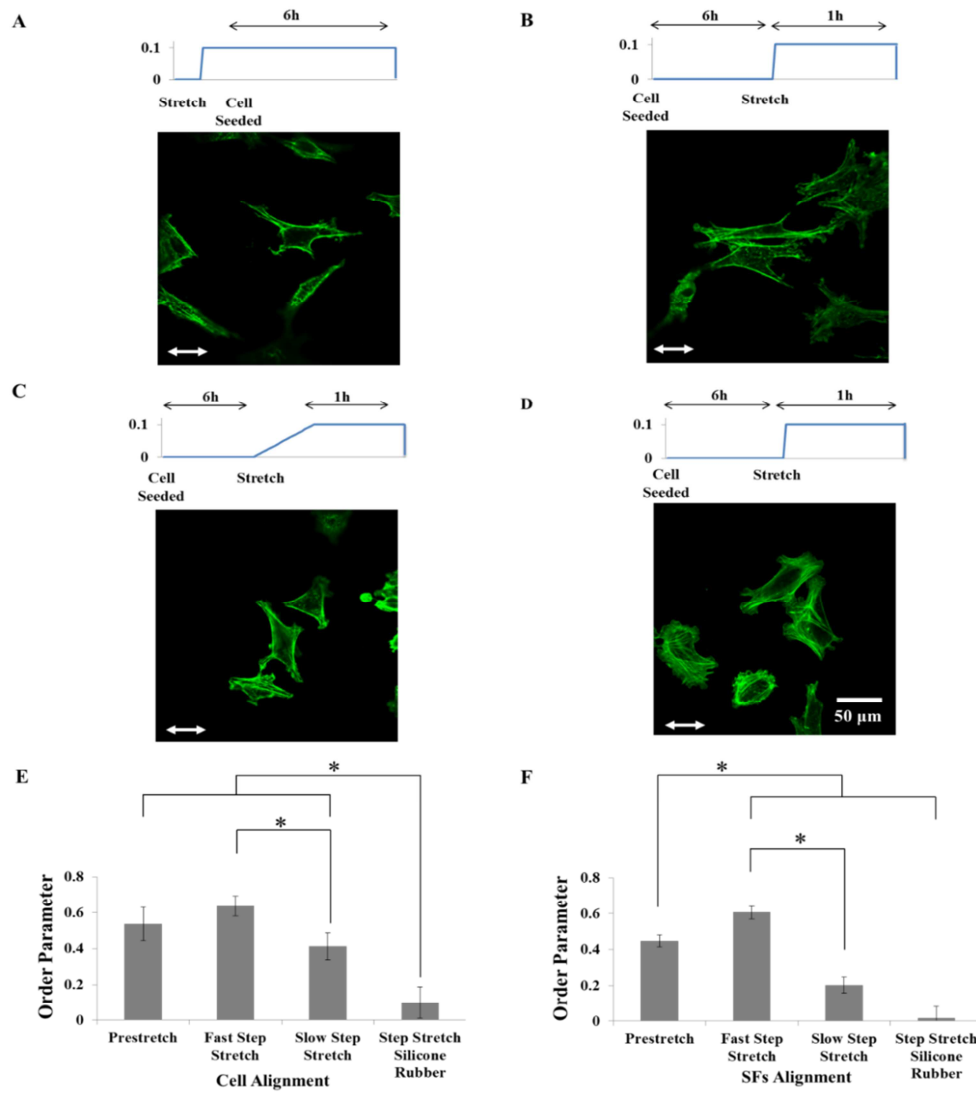 A
6h
0.1
0
Stretch
Cell
Seeded
B
6h
1h
0.1
0
Cell
Seeded
Stretch
C
6h
1h
0.1
0
Cell
Seeded
Stretch
D
6h
1h
0.1
0
Cell
Seeded
Stretch
50 µm
E
*
*
Order Parameter
0.8
0.6
0.4
0.2
0
Prestretch
Fast Step
Stretch
Slow Step
Stretch
Step Stretch
Silicone
Rubber
Cell Alignment
F
*
*
Order Parameter
0.8
0.6
0.4
0.2
0
Prestretch
Fast Step
Stretch
Slow Step
Stretch
Step Stretch
Silicone
Rubber
SFs Alignment